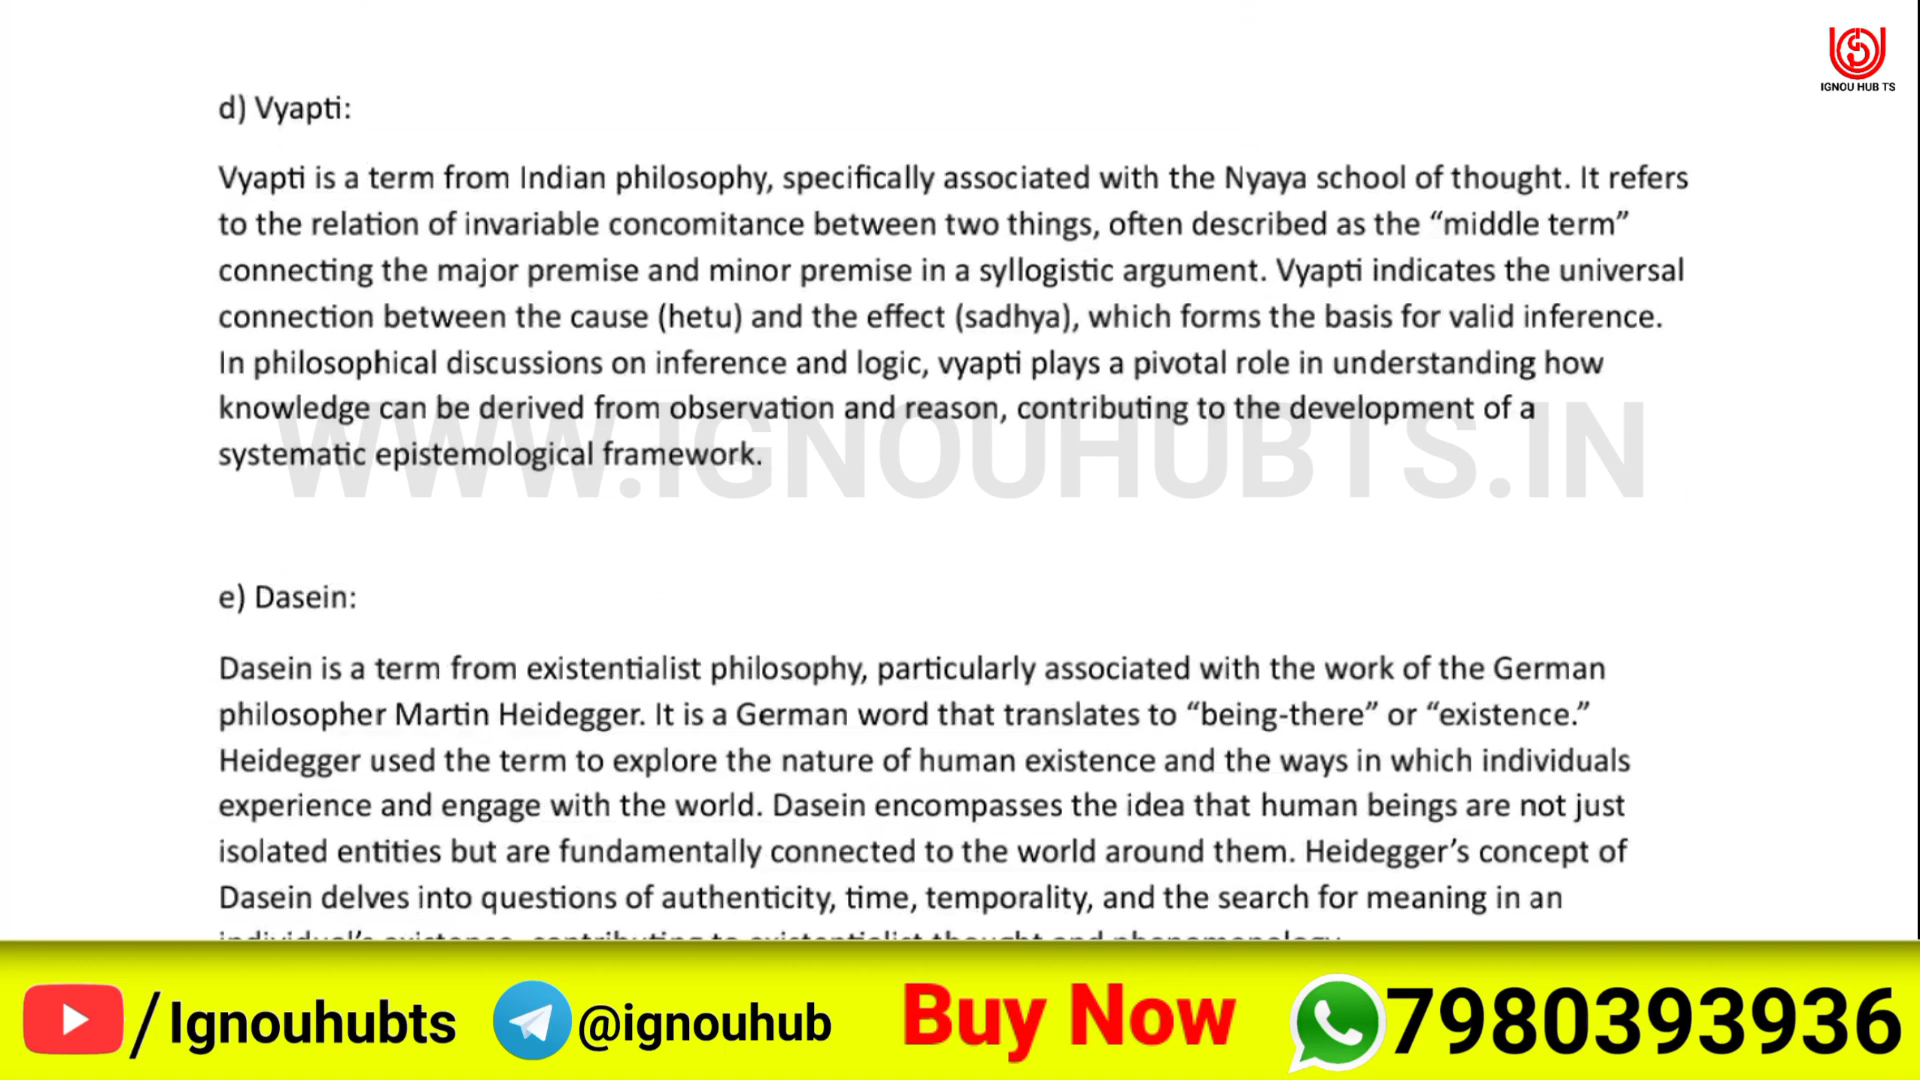 IGNOU HUB TS
d) Vyapti:
Vyapti is a term from Indian philosophy, specifically associated with the Nyaya school of thought. It refers
to the relation of invariable concomitance between two things, often described as the “middle term”
connecting the major premise and minor premise in a syllogistic argument. Vyapti indicates the universal
connection between the cause (hetu) and the effect (sadhya), which forms the basis for valid inference.
In philosophical discussions on inference and logic, vyapti plays a pivotal role in understanding how
knowledge can be derived from observation and reason, contributing to the development of a
systematic epistemological framework.
WWW.IGNOUHUBTS.IN
e) Dasein:
Dasein is a term from existentialist philosophy, particularly associated with the work of the German
philosopher Martin Heidegger. It is a German word that translates to “being-there” or “existence.”
Heidegger used the term to explore the nature of human existence and the ways in which individuals
experience and engage with the world. Dasein encompasses the idea that human beings are not just
isolated entities but are fundamentally connected to the world around them. Heidegger’s concept of
Dasein delves into questions of authenticity, time, temporality, and the search for meaning in an
individual’s existence, contributing to existentialist thought and phenomenology.
/Ignouhubts @ignouhub Buy Now 7980393936